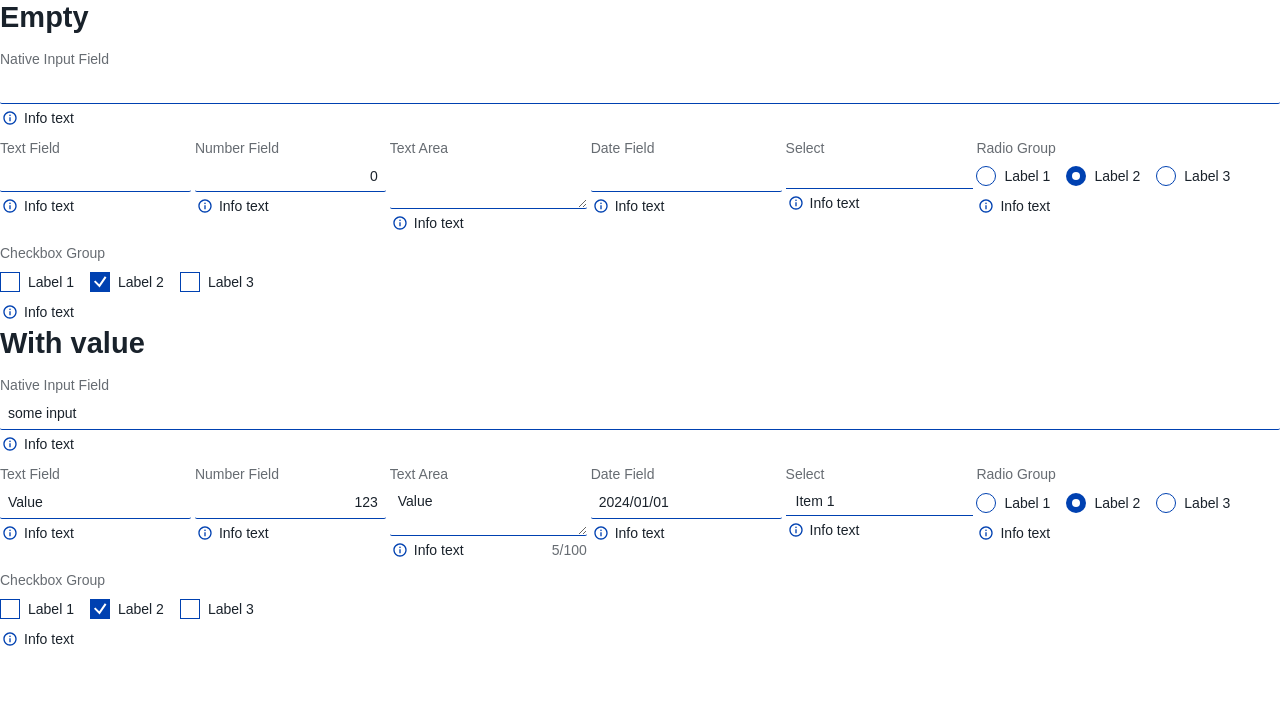 Empty
Native Input Field
Info text
Text Field Number Field Text Area Date Field Select Radio Group
0 Label 1 Label 2 Label 3
Info text Info text Info text Info text Info text Info text
Checkbox Group
Label 1 Label 2 Label 3
Info text
With value
Native Input Field
some input
Info text
Text Field Number Field Text Area Date Field Select Radio Group
Value 123 Value 2024/01/01 Item 1 Label 1 Label 2 Label 3
Info text Info text Info text 5/100 Info text Info text Info text
Checkbox Group
Label 1 Label 2 Label 3
Info text